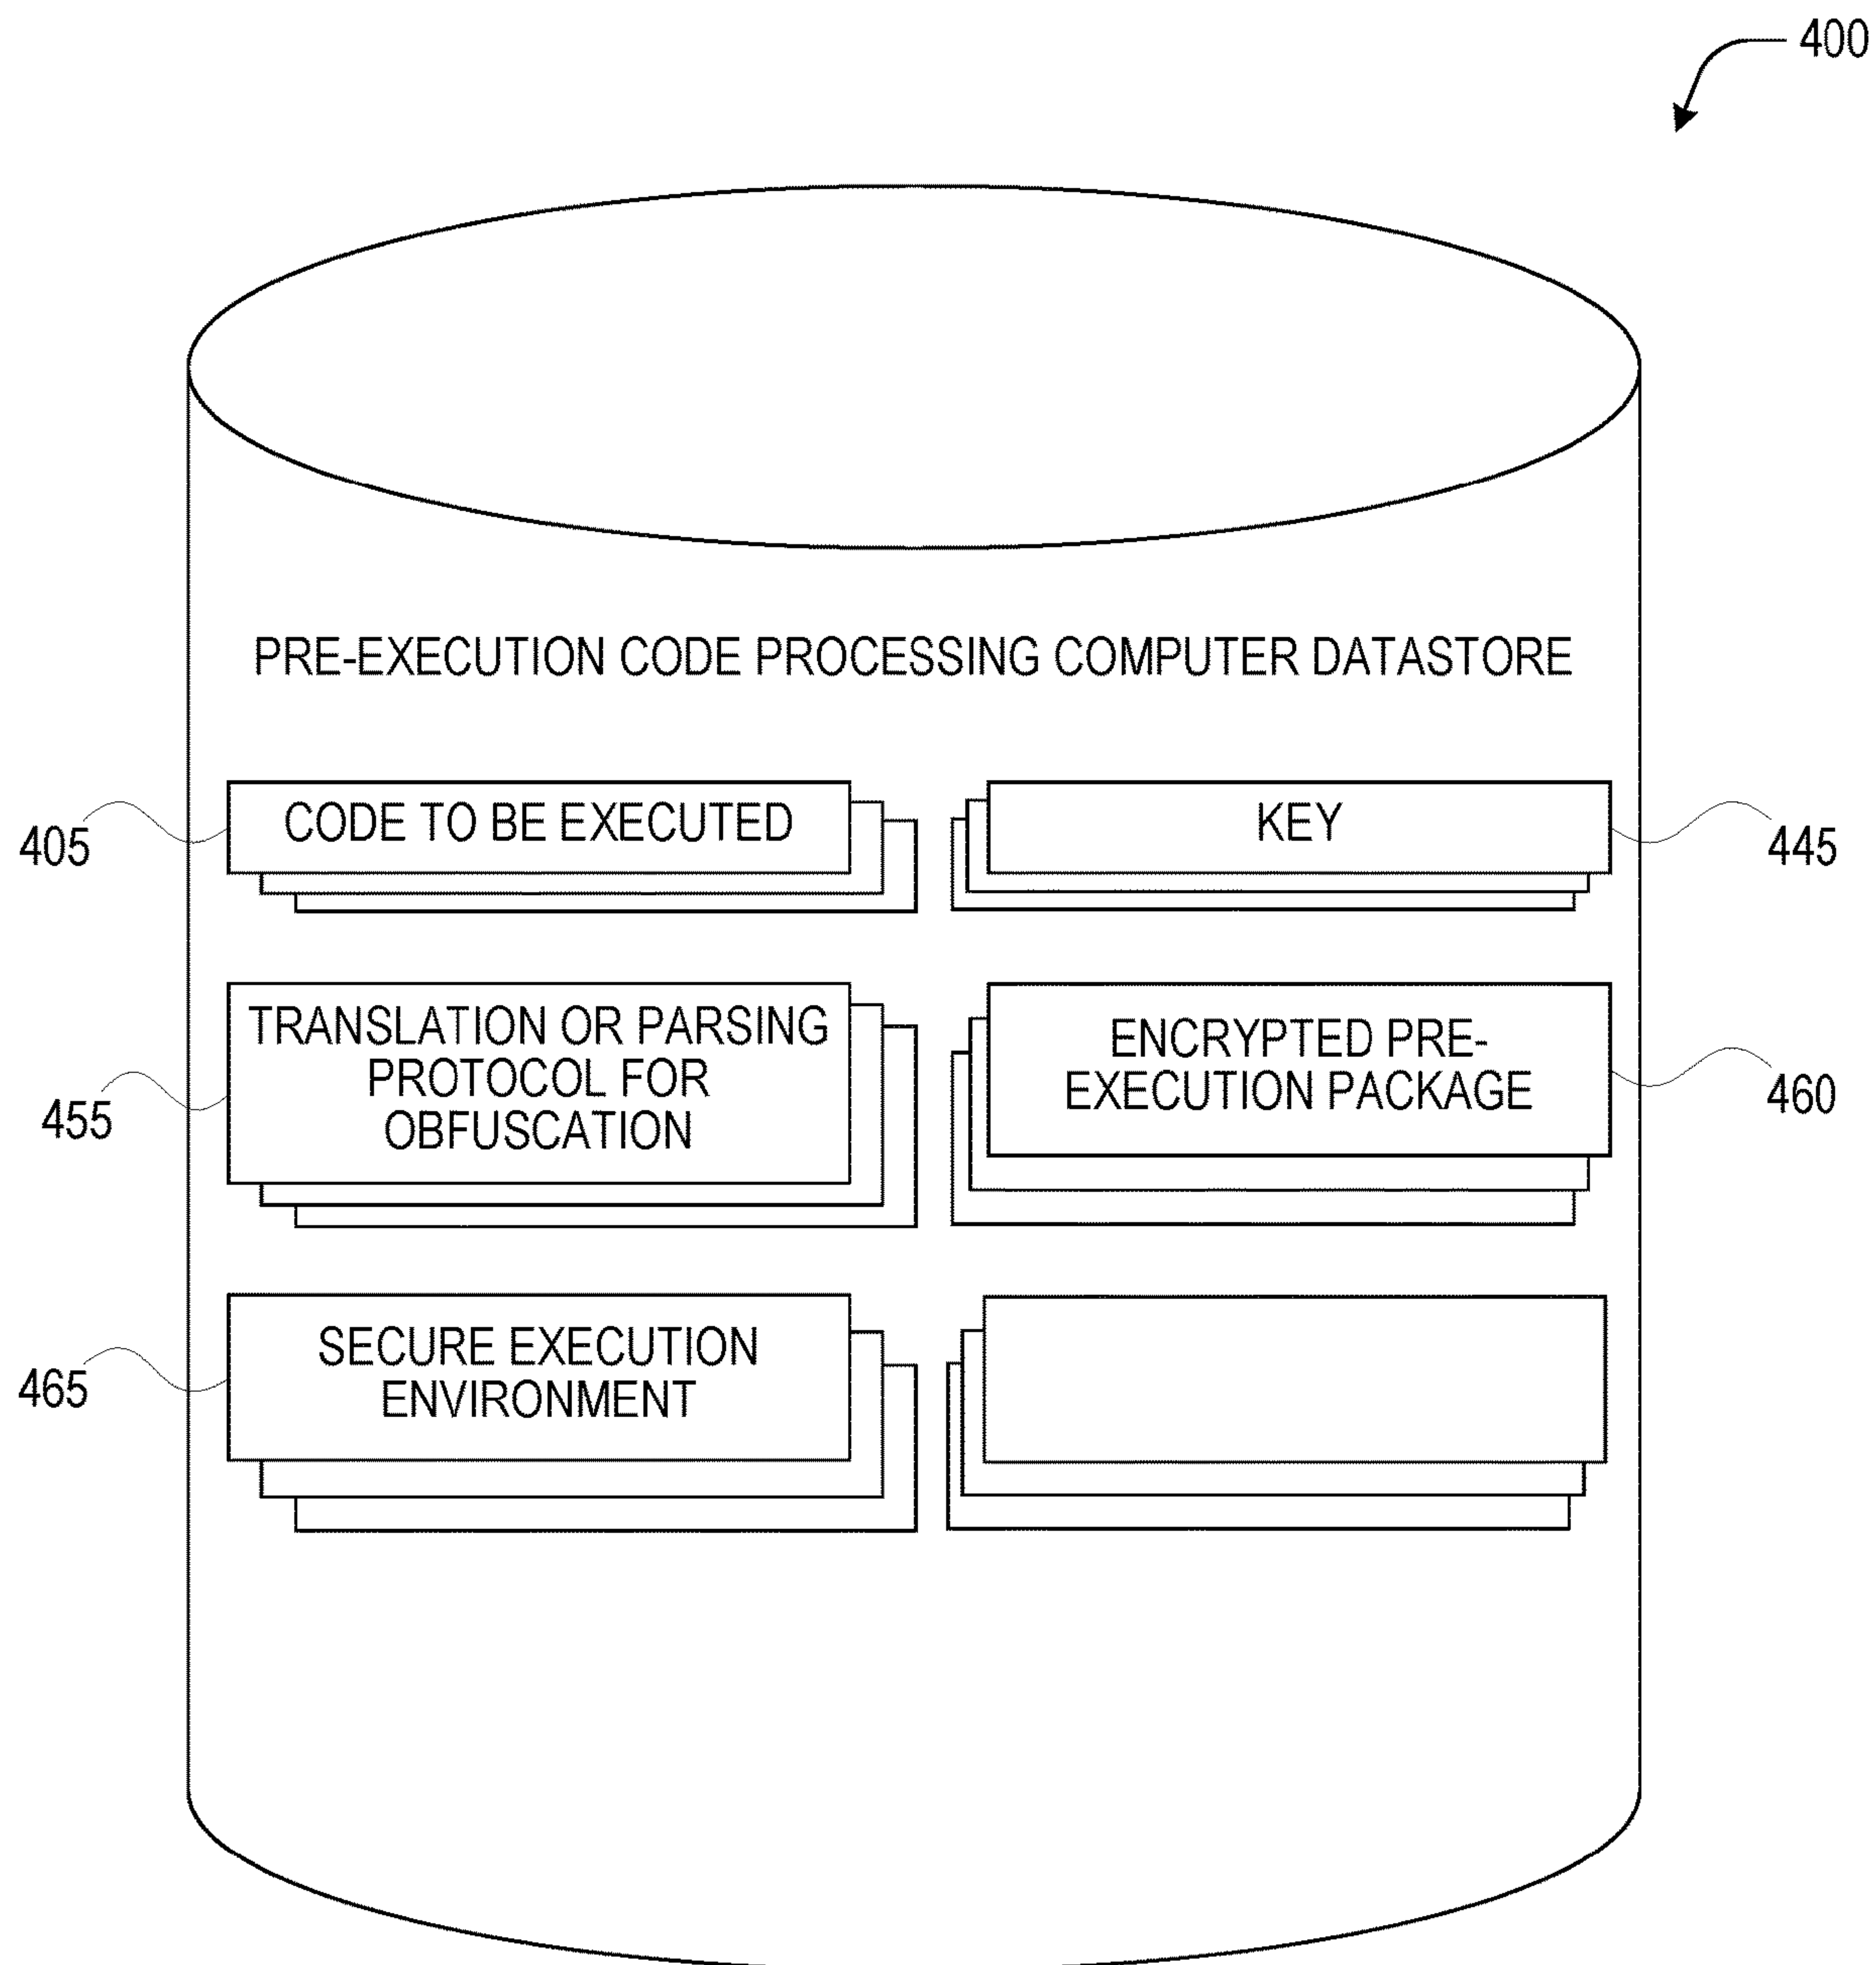 400
PRE-EXECUTION CODE PROCESSING COMPUTER DATASTORE
CODE TO BE EXECUTED
405
KEY
445
TRANSLATION OR PARSING
PROTOCOL FOR
OBFUSCATION
455
ENCRYPTED PRE-
EXECUTION PACKAGE
460
SECURE EXECUTION
ENVIRONMENT
465